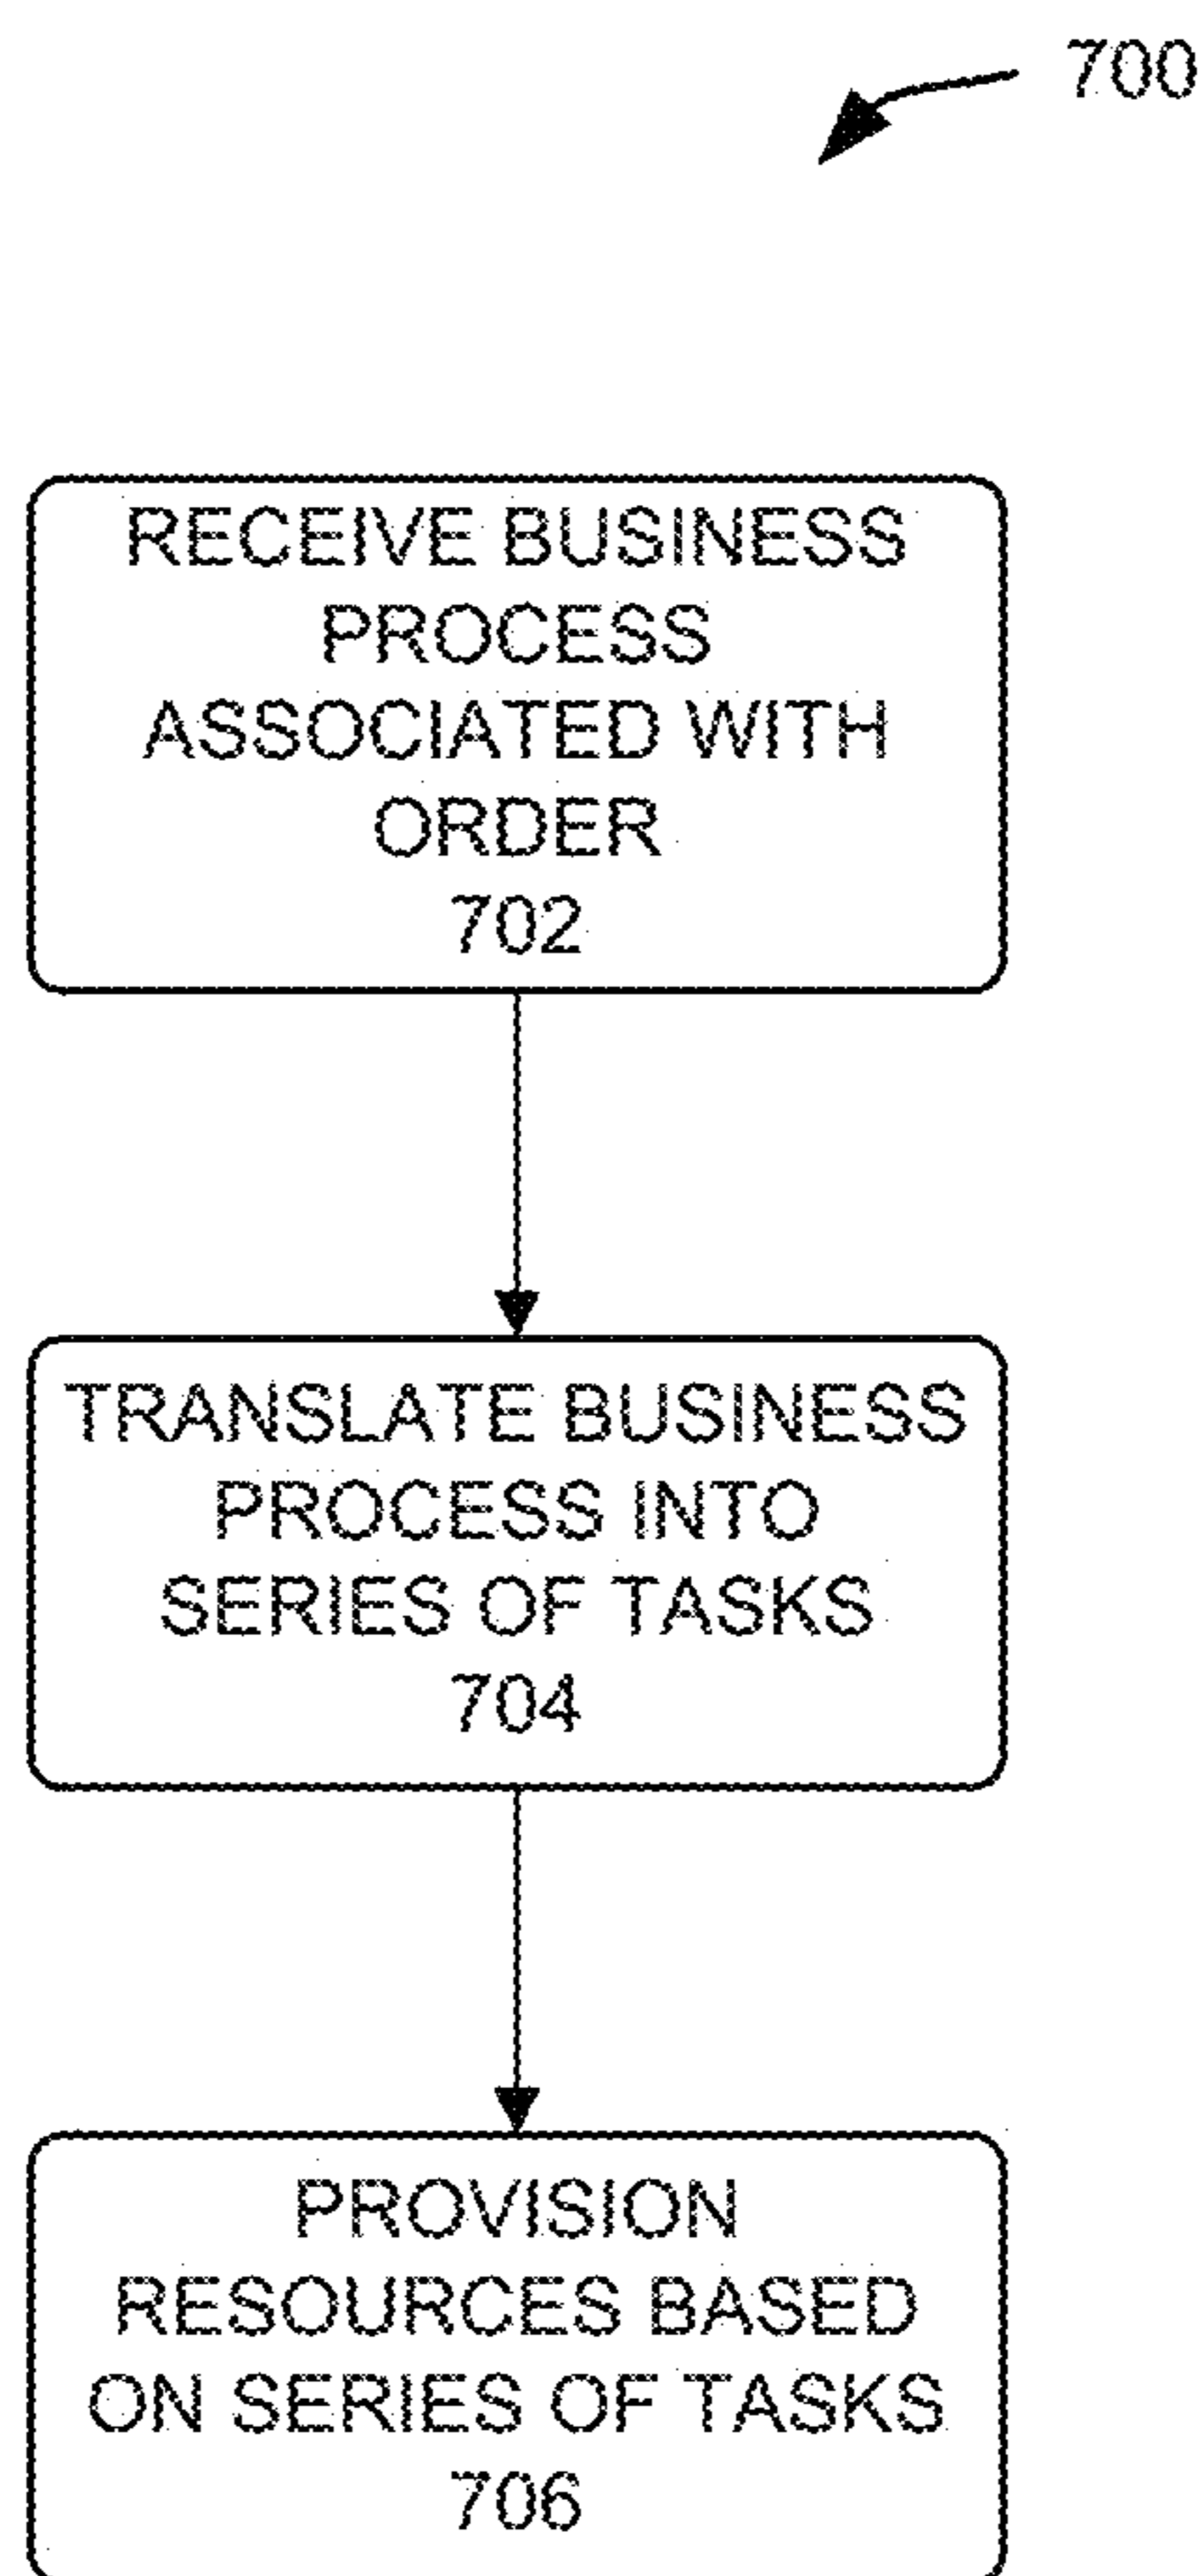 700
RECEIVE BUSINESS
PROCESS
ASSOCIATED WITH
ORDER
702
TRANSLATE BUSINESS
PROCESS INTO
SERIES OF TASKS
704
PROVISION
RESOURCES BASED
ON SERIES OF TASKS
706